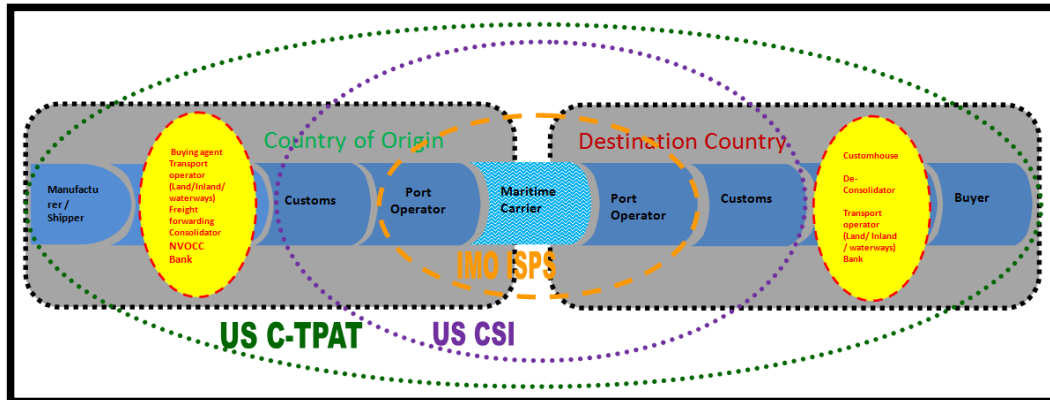 Country of Origin
Destination Country
Manufactu
rer /
Shipper
Buying agent
Transport
operator
(Land/Inland/
waterways)
Freight
forwarding
Consolidator
NVOCC
Bank
Customs
Port
Operator
Maritime
Carrier
Port
Operator
Customs
Customhouse
De-
Consolidator
Transport
operator
(Land/ Inland
/ waterways)
Bank
Buyer
IMO ISPS
US C-TPAT
US CSI